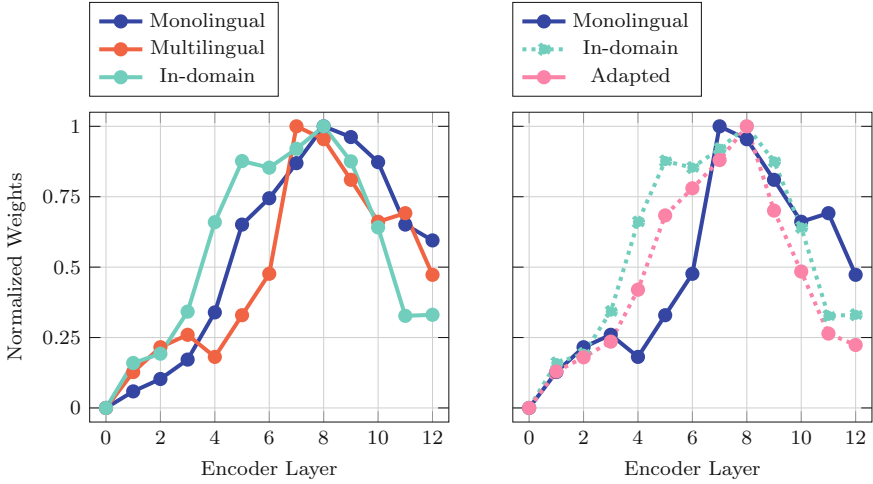 Monolingual
Multilingual
In-domain
Normalized Weights
1
0.75
0.5
0.25
0
0 2 4 6 8 10 12
Encoder Layer
Monolingual
In-domain
Adapted
0 2 4 6 8 10 12
Encoder Layer